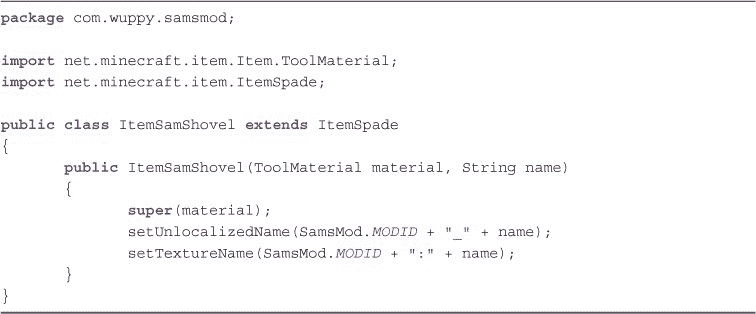 package com.wuppy.samsmod;

import net.minecraft.item.Item.ToolMaterial;
import net.minecraft.item.ItemSpade;

public class ItemSamShovel extends ItemSpade
{
       public ItemSamShovel(ToolMaterial material, String name)
       {
              super(material);
              setUnlocalizedName(SamsMod.MODID + "_" + name);
              setTextureName(SamsMod.MODID + ":" + name);
       }
}